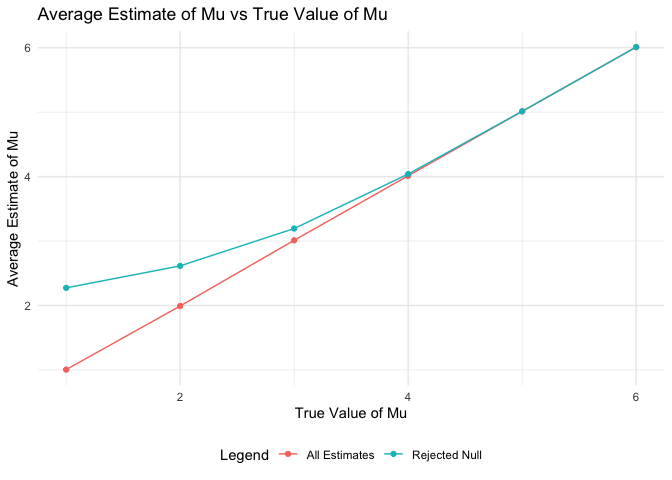 Average Estimate of Mu vs True Value of Mu
Average Estimate of Mu
6
4
2
2
4
6
True Value of Mu
Legend
All Estimates
Rejected Null